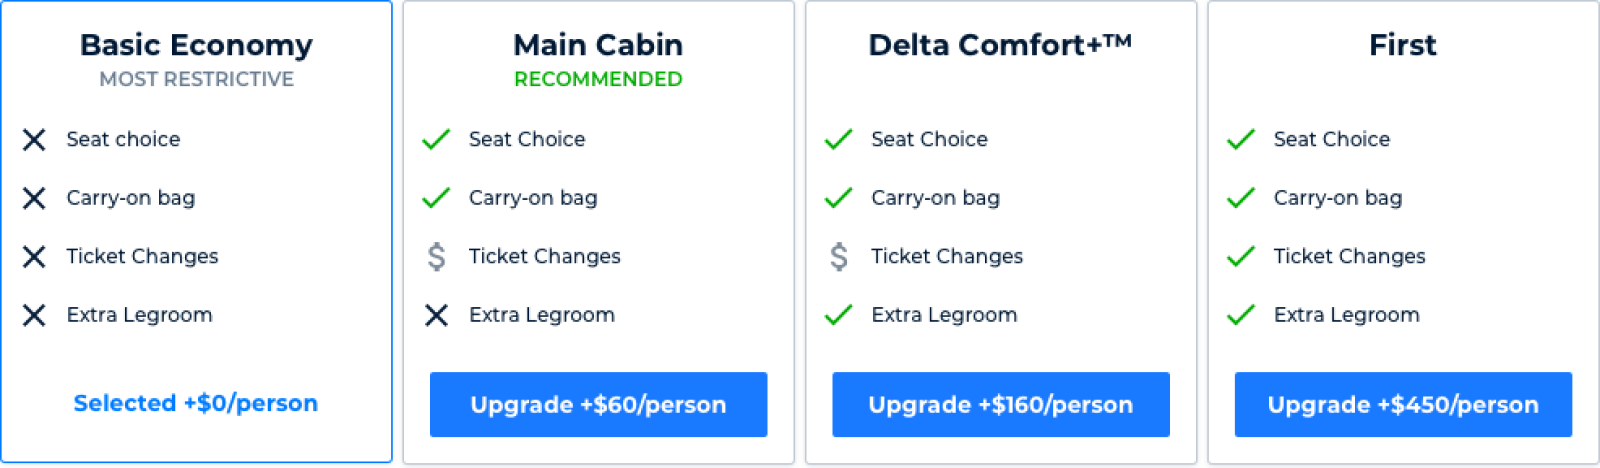 Basic Economy
MOST RESTRICTIVE
Seat choice
Carry-on bag
Ticket Changes
Extra Legroom
Selected +$0/person
Main Cabin
RECOMMENDED
Seat Choice
Carry-on bag
$ Ticket Changes
Extra Legroom
Upgrade +$60/person
Delta Comfort+™
Seat Choice
Carry-on bag
$ Ticket Changes
Extra Legroom
Upgrade +$160/person
First
Seat Choice
Carry-on bag
Ticket Changes
Extra Legroom
Upgrade +$450/person